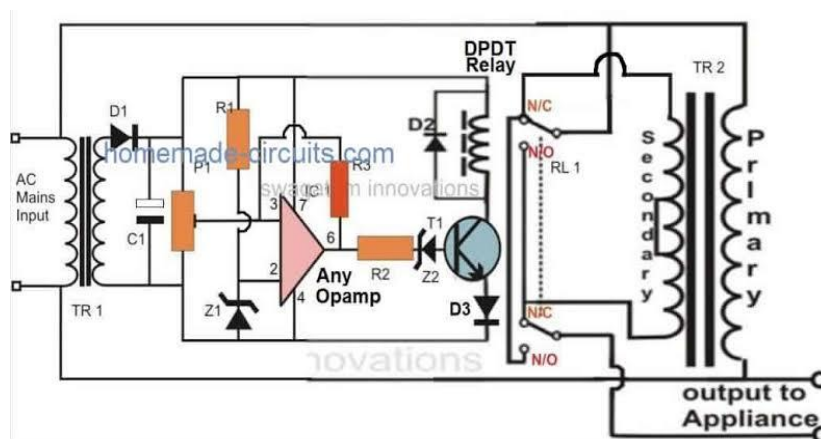 DPDT
Relay
TR 2
D1
R1
N/C
D2
homemade-circuits.com
P1
R3
N/O
RL 1
AC
Mains
Input
swagatam innovations
C1
3
7
T1
6
2
4
Any
Opamp
R2
Z2
Z1
TR 1
D3
N/C
N/O
Secondary
Prlmary
novations
output to
Appliance